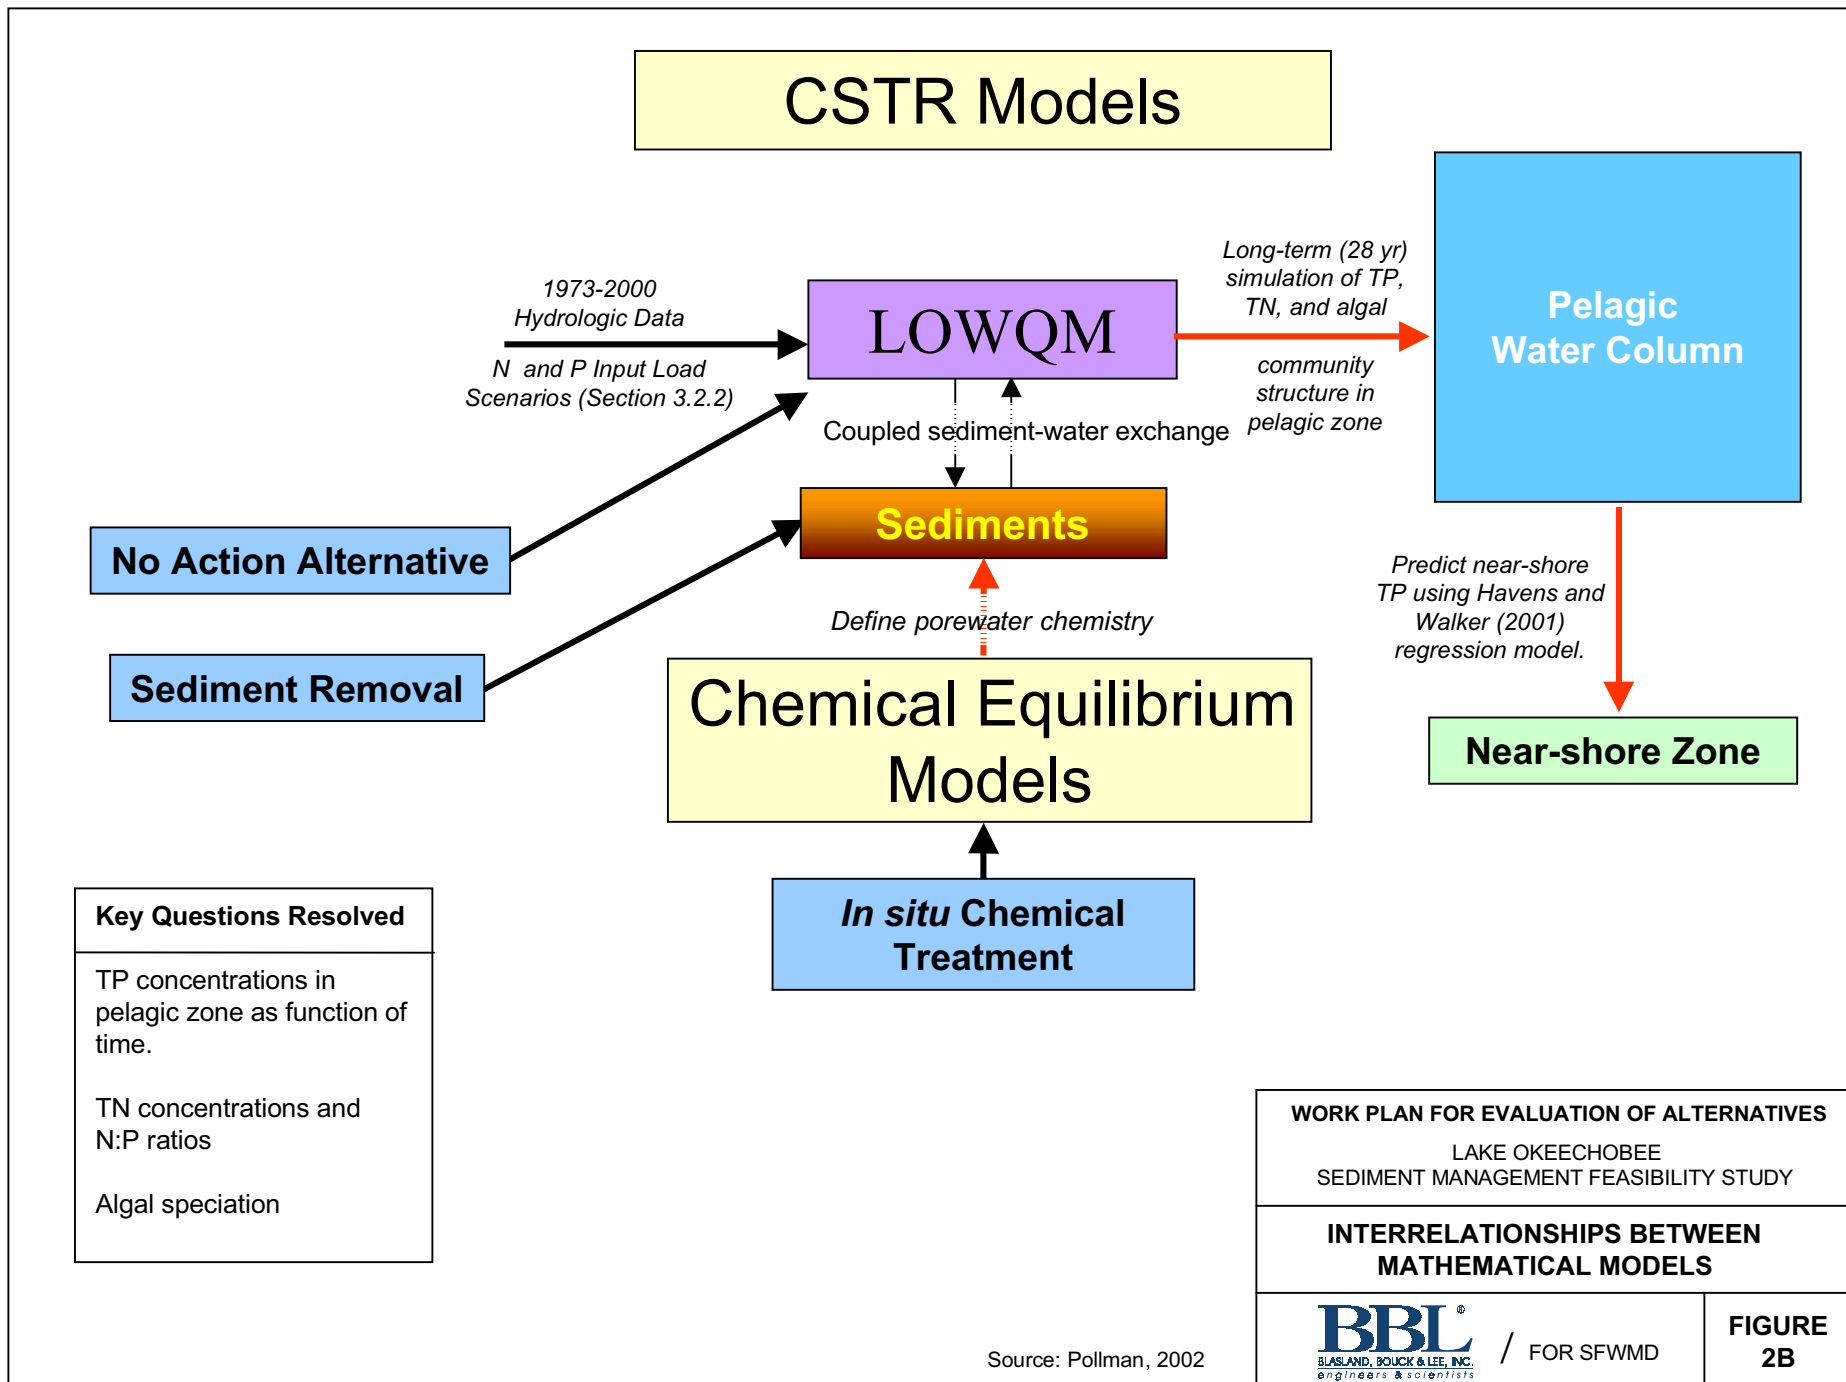 CSTR Models
1973-2000
Hydrologic Data
N and P Input Load
Scenarios (Section 3.2.2)
LOWQM
Long-term (28 yr)
simulation of TP,
TN, and algal
community
structure in
pelagic zone
Pelagic
Water Column
Coupled sediment-water exchange
Sediments
No Action Alternative
Sediment Removal
Define porewater chemistry
Predict near-shore
TP using Havens and
Walker (2001)
regression model.
Chemical Equilibrium
Models
Near-shore Zone
In situ Chemical
Treatment
Key Questions Resolved
TP concentrations in
pelagic zone as function of
time.
TN concentrations and
N:P ratios
Algal speciation
WORK PLAN FOR EVALUATION OF ALTERNATIVES
LAKE OKEECHOBEE
SEDIMENT MANAGEMENT FEASIBILITY STUDY
INTERRELATIONSHIPS BETWEEN
MATHEMATICAL MODELS
BBL®
BLASLAND, BOUCK & LEE, INC.
engineers & scientists
/ FOR SFWMD
FIGURE
2B
Source: Pollman, 2002